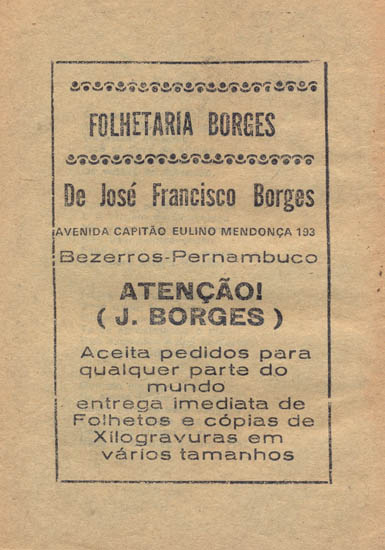 FOLHETARIA BORGES
De José Francisco Borges
AVENIDA CAPITÃO EULINO MENDONÇA 193
Bezerros-Pernambuco
ATENÇÃO!
( J. BORGES )
Aceita pedidos para
qualquer parte do
mundo
entrega imediata de
Folhetos e cópias de
Xilogravuras em
vários tamanhos